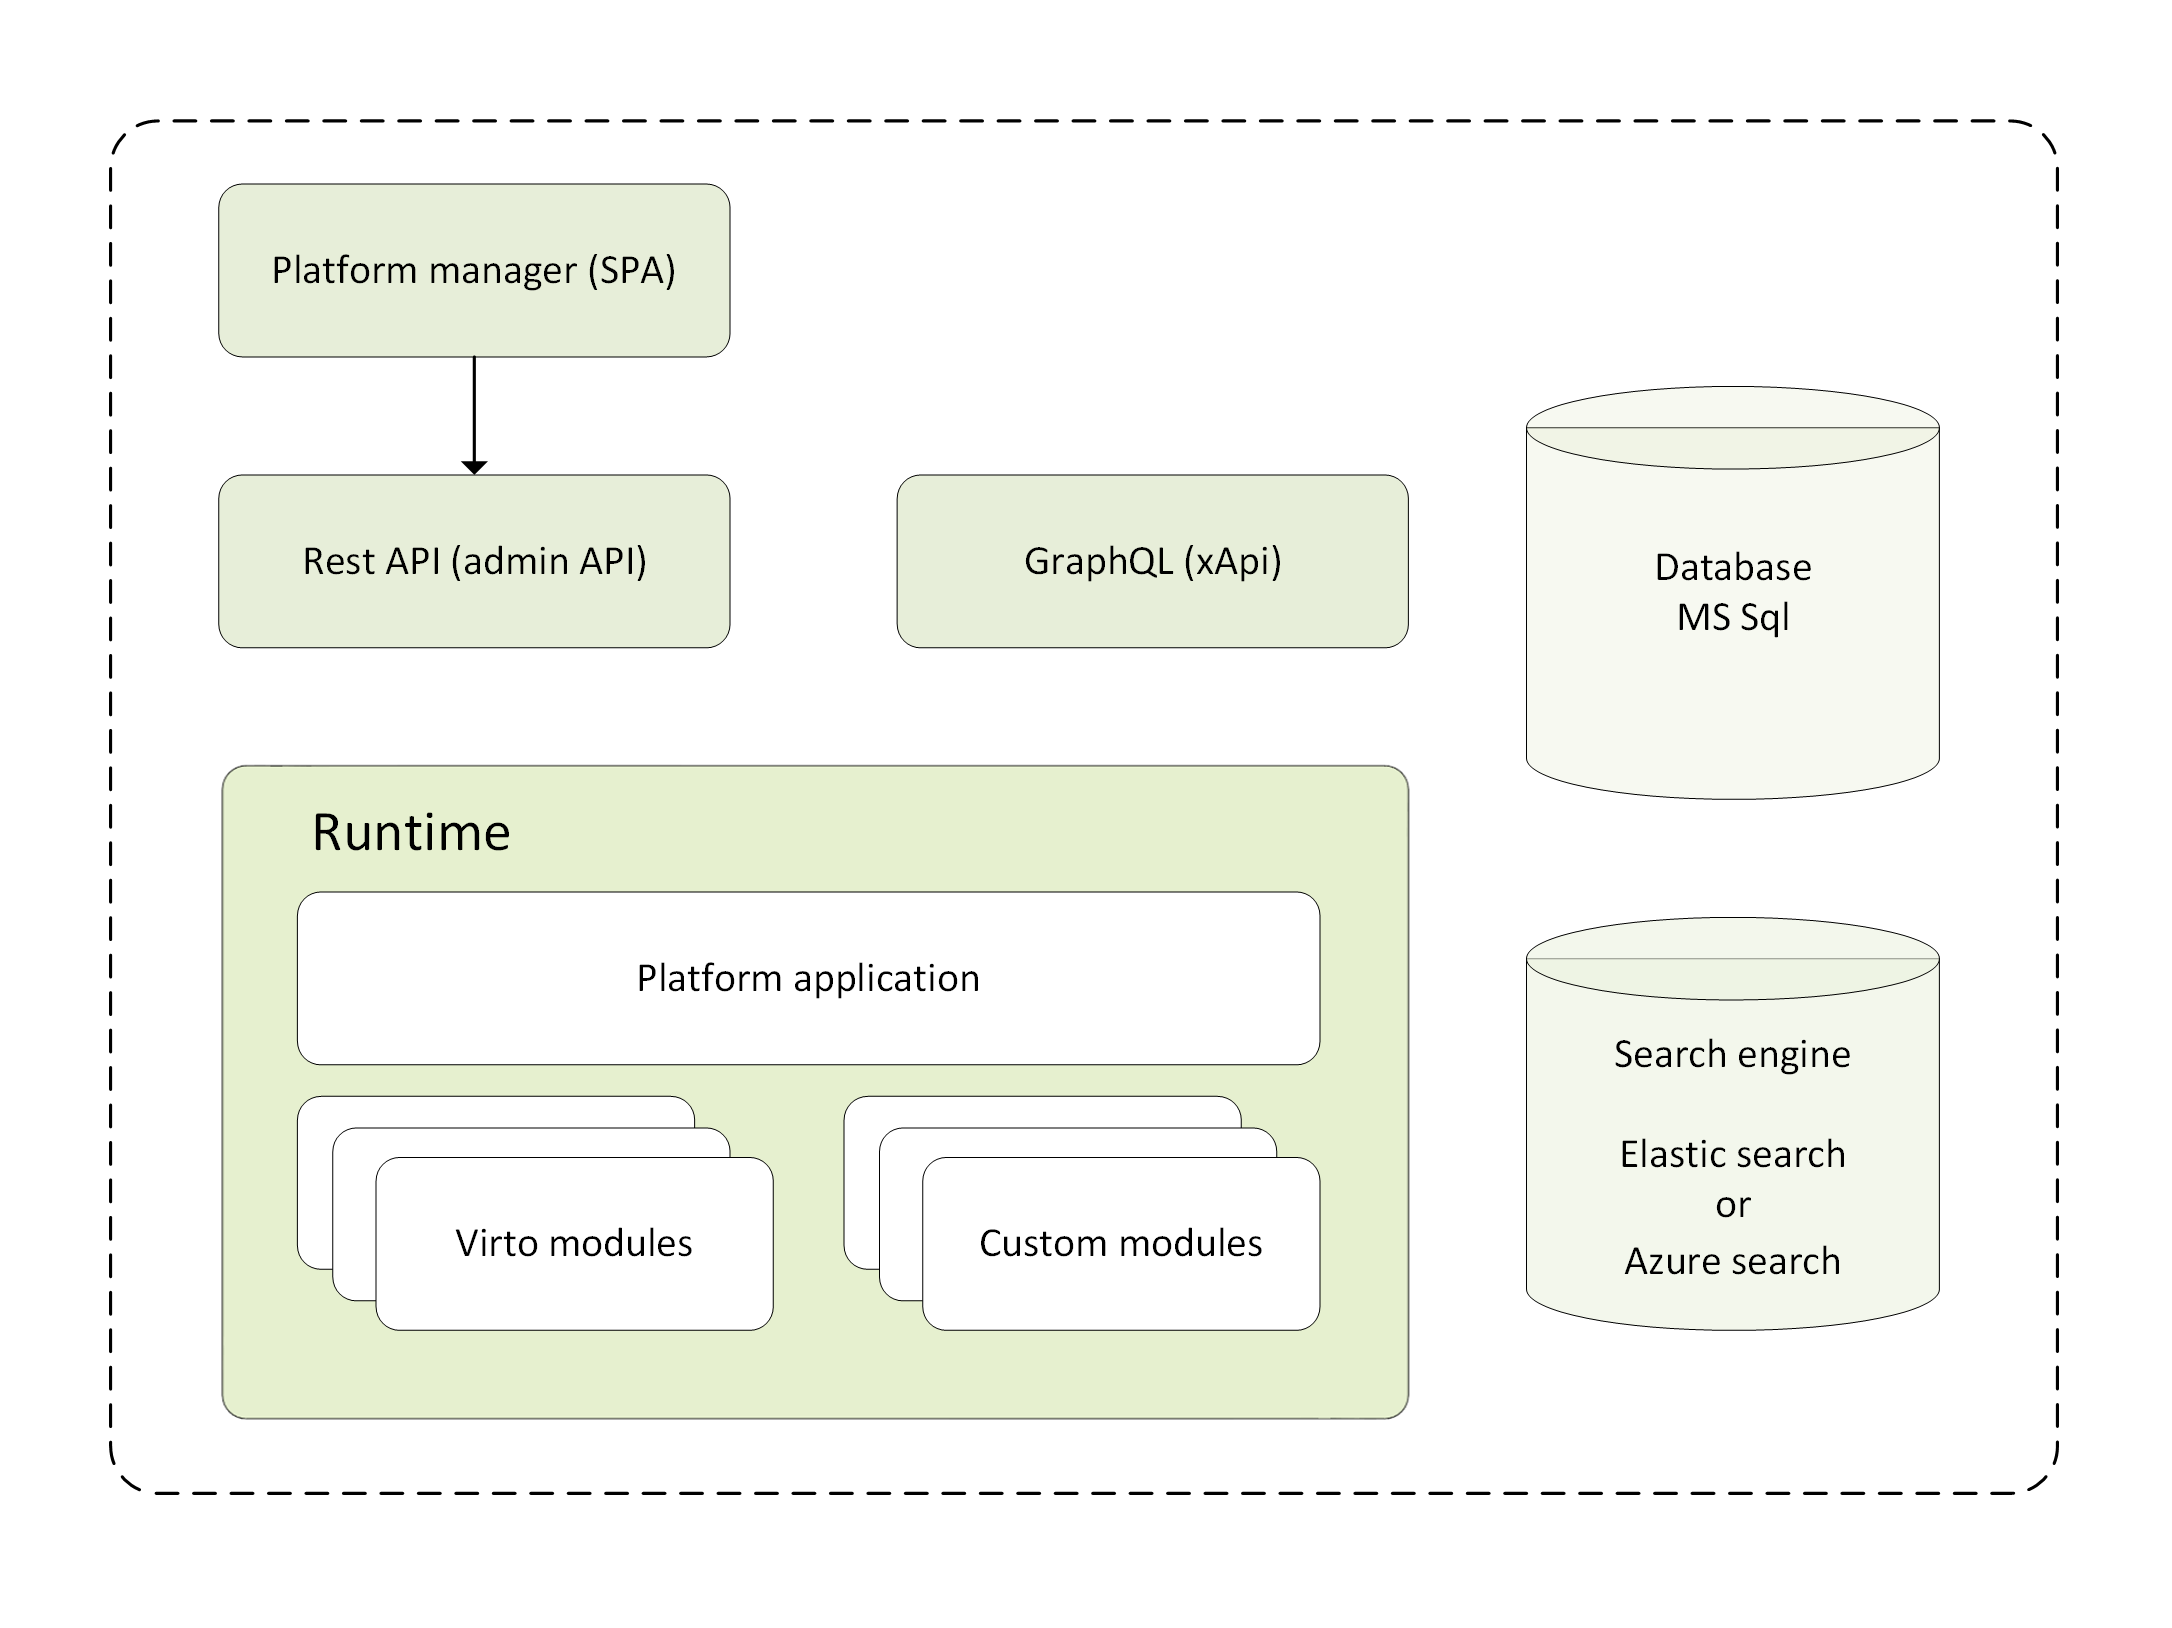 Platform manager (SPA)
Rest API (admin API)
GraphQL (xApi)
Database
MS Sql
Runtime
Platform application
Virto modules
Custom modules
Search engine
Elastic search
or
Azure search